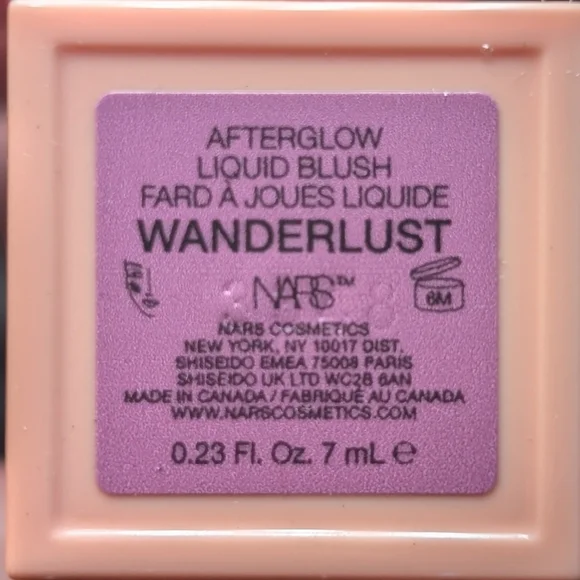 AFTERGLOW
LIQUID BLUSH
FARD À JOUES LIQUIDE
WANDERLUST
NARS™
6M
NARS COSMETICS
NEW YORK, NY 10017 DIST.
SHISEIDO EMEA 75008 PARIS
SHISEIDO UK LTD WC2B 6AN
MADE IN CANADA / FABRIQUÉ AU CANADA
WWW.NARSCOSMETICS.COM
0.23 Fl. Oz. 7 mL ℮